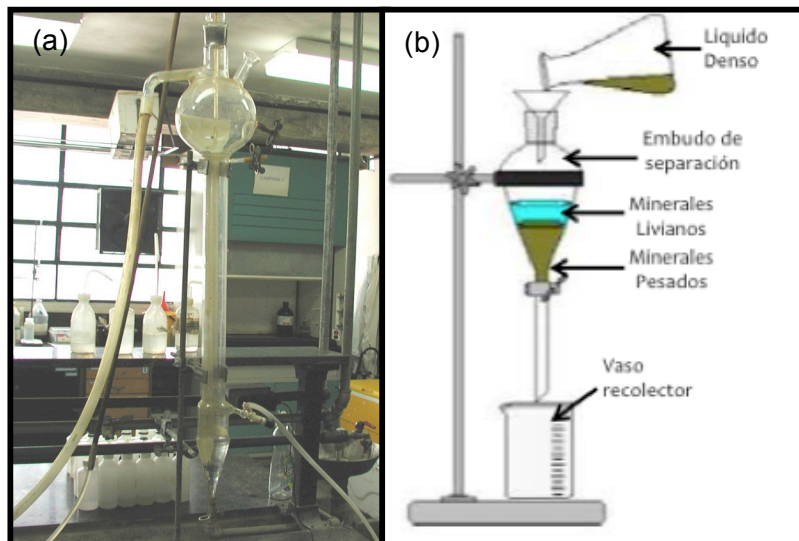 (a)
(b)
Liquido
Denso
Embudo de
separación
Minerales
Livianos
Minerales
Pesados
Vaso
recolector